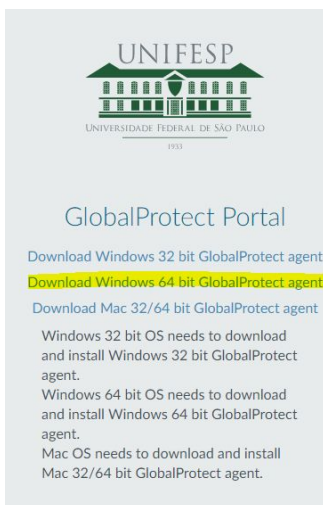 UNIFESP
UNIVERSIDADE FEDERAL DE SÃO PAULO
1933
GlobalProtect Portal
Download Windows 32 bit GlobalProtect agent
Download Windows 64 bit GlobalProtect agent
Download Mac 32/64 bit GlobalProtect agent
Windows 32 bit OS needs to download
and install Windows 32 bit GlobalProtect
agent.
Windows 64 bit OS needs to download
and install Windows 64 bit GlobalProtect
agent.
Mac OS needs to download and install
Mac 32/64 bit GlobalProtect agent.